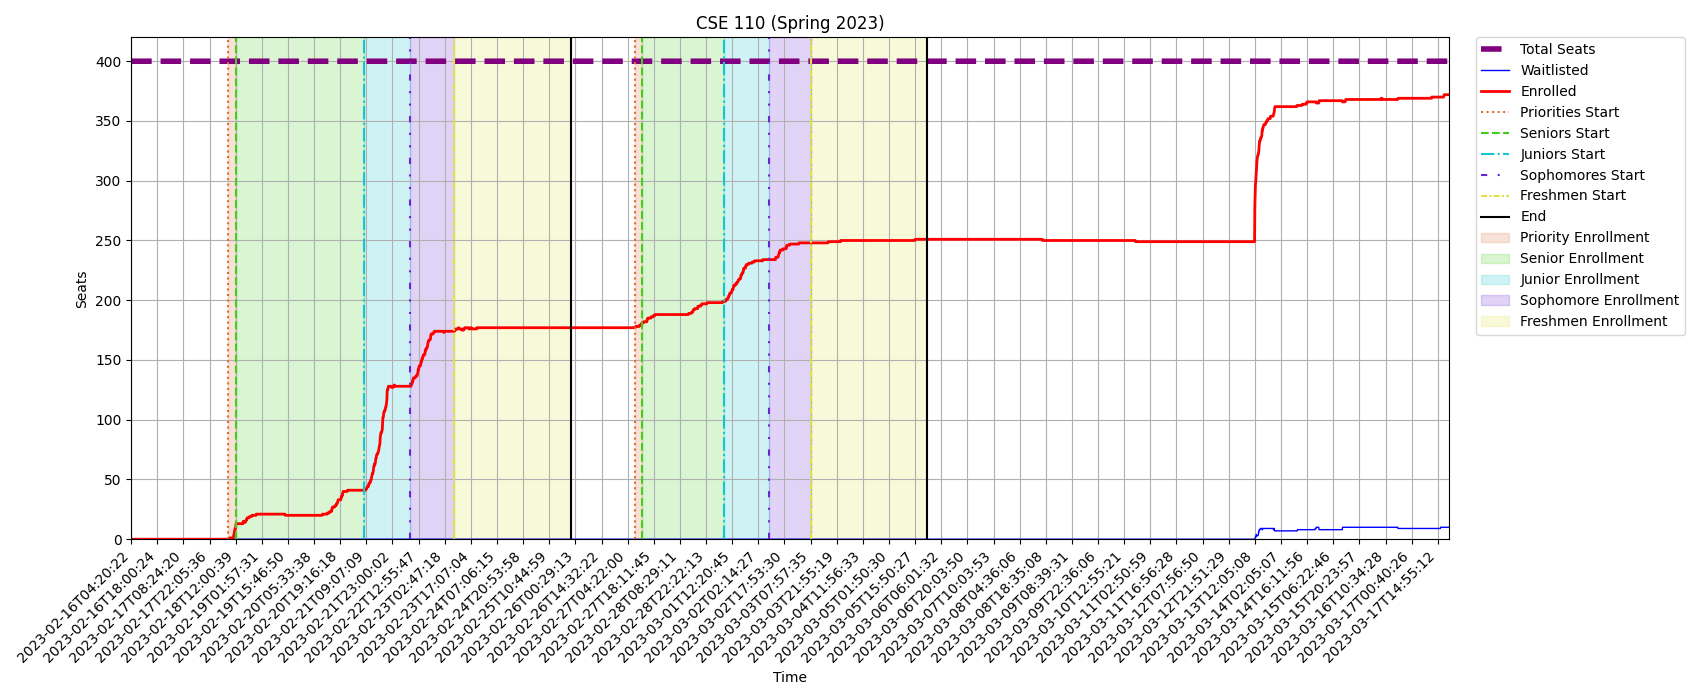 CSE 110 (Spring 2023)
Seats
400
350
300
250
200
150
100
50
0
2023-02-16T04:20:22
2023-02-16T18:00:24
2023-02-17T08:24:20
2023-02-17T22:05:36
2023-02-18T12:00:39
2023-02-19T01:57:31
2023-02-19T15:46:50
2023-02-20T05:33:38
2023-02-20T19:16:18
2023-02-21T09:07:09
2023-02-21T23:00:02
2023-02-22T12:55:47
2023-02-23T02:47:18
2023-02-23T17:07:04
2023-02-24T07:06:15
2023-02-24T20:53:58
2023-02-25T10:44:59
2023-02-26T00:29:13
2023-02-26T14:32:22
2023-02-27T04:22:00
2023-02-27T18:11:45
2023-02-28T08:29:11
2023-02-28T22:22:13
2023-03-01T12:20:45
2023-03-02T02:14:27
2023-03-02T17:53:30
2023-03-03T07:57:35
2023-03-03T21:55:19
2023-03-04T11:56:33
2023-03-05T01:50:30
2023-03-05T15:50:27
2023-03-06T06:01:32
2023-03-06T20:03:50
2023-03-07T10:03:53
2023-03-08T04:36:06
2023-03-08T18:35:08
2023-03-09T08:39:31
2023-03-09T22:36:06
2023-03-10T12:55:21
2023-03-11T02:50:59
2023-03-11T16:56:28
2023-03-12T07:56:50
2023-03-12T21:51:29
2023-03-13T12:05:08
2023-03-14T02:05:07
2023-03-14T16:11:56
2023-03-15T06:22:46
2023-03-15T20:23:57
2023-03-16T10:34:28
2023-03-17T00:40:26
2023-03-17T14:55:12
Time
Total Seats
Waitlisted
Enrolled
Priorities Start
Seniors Start
Juniors Start
Sophomores Start
Freshmen Start
End
Priority Enrollment
Senior Enrollment
Junior Enrollment
Sophomore Enrollment
Freshmen Enrollment